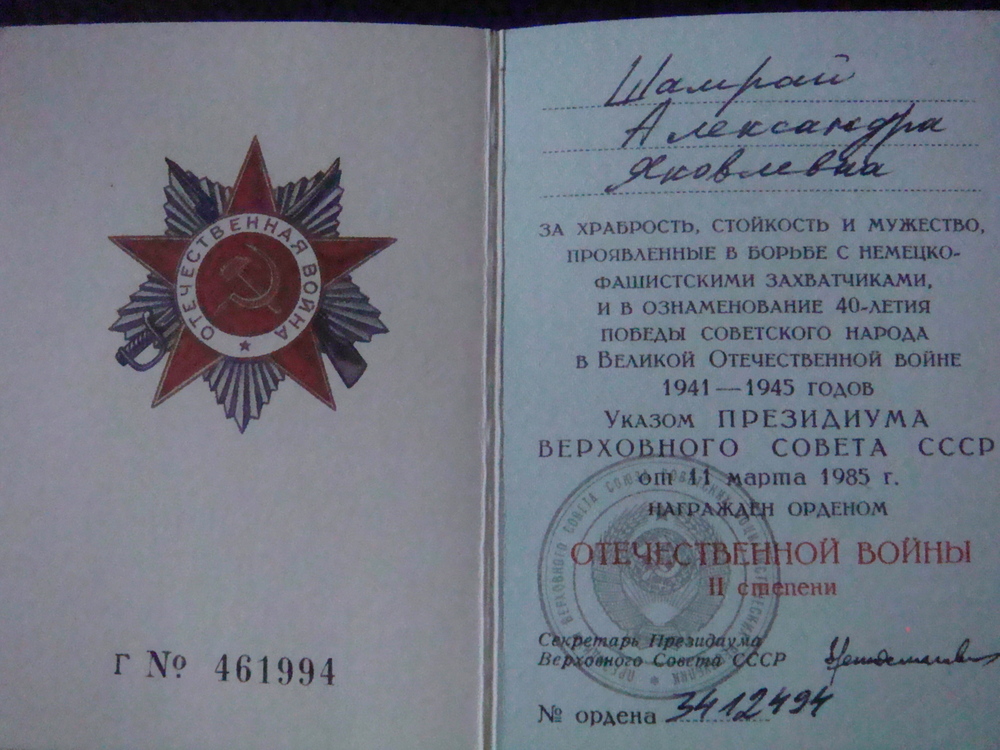 ОТЕЧЕСТВЕННАЯ ВОЙНА
Г № 461994
Шамрай
Александра
Яковлевна
ЗА ХРАБРОСТЬ, СТОЙКОСТЬ И МУЖЕСТВО,
ПРОЯВЛЕННЫЕ В БОРЬБЕ С НЕМЕЦКО-
ФАШИСТСКИМИ ЗАХВАТЧИКАМИ,
И В ОЗНАМЕНОВАНИЕ 40-ЛЕТИЯ
ПОБЕДЫ СОВЕТСКОГО НАРОДА
В ВЕЛИКОЙ ОТЕЧЕСТВЕННОЙ ВОЙНЕ
1941—1945 ГОДОВ
УКАЗОМ ПРЕЗИДИУМА
ВЕРХОВНОГО СОВЕТА СССР
от 11 марта 1985 г.
НАГРАЖДЕН ОРДЕНОМ
ОТЕЧЕСТВЕННОЙ ВОЙНЫ
II степени
Секретарь Президиума
Верховного Совета СССР
№ ордена 3412494